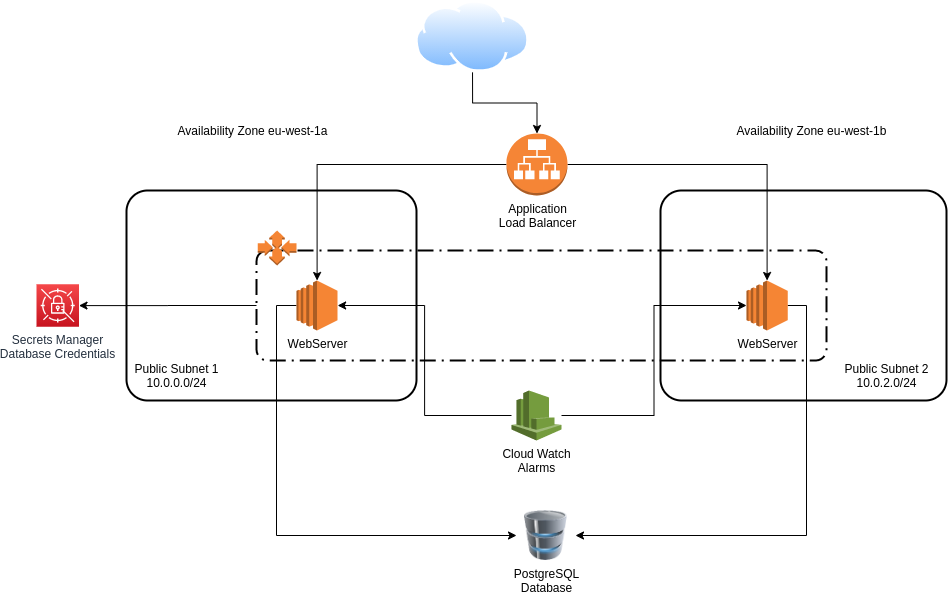 Availability Zone eu-west-1a
Availability Zone eu-west-1b
Application
Load Balancer
WebServer
WebServer
Secrets Manager
Database Credentials
Public Subnet 1
10.0.0.0/24
Public Subnet 2
10.0.2.0/24
Cloud Watch
Alarms
PostgreSQL
Database